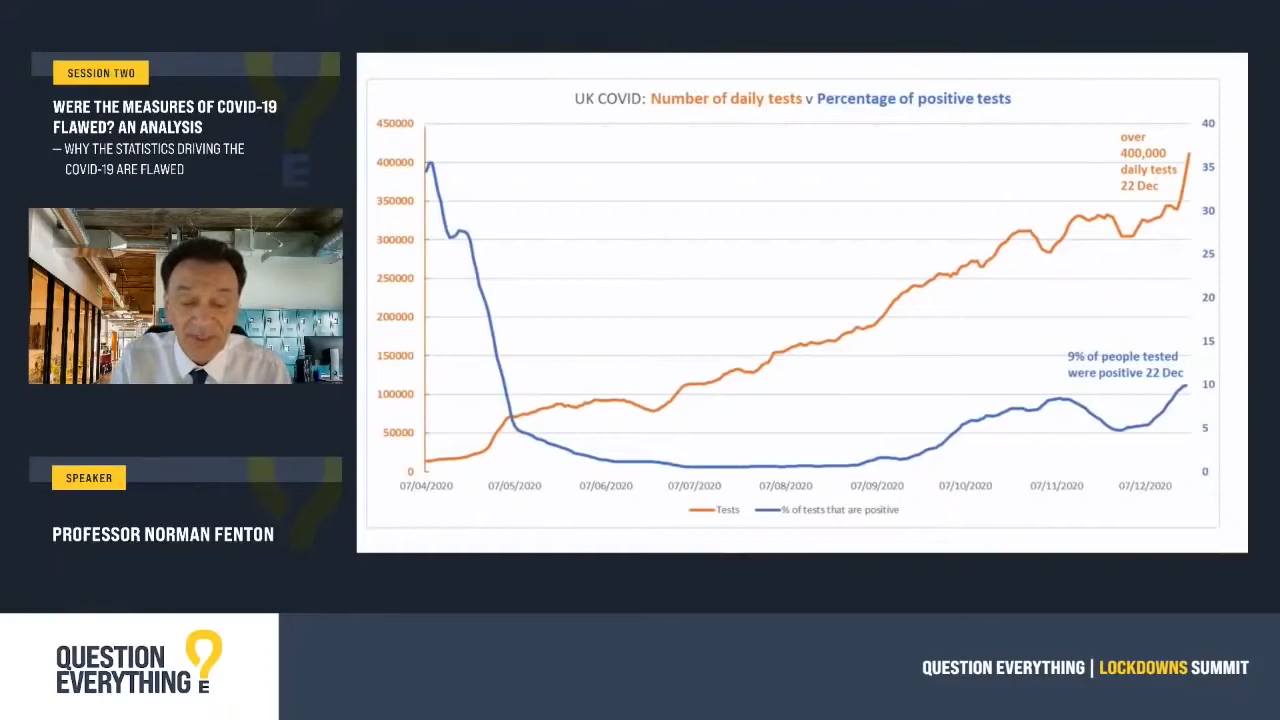 SESSION TWO
WERE THE MEASURES OF COVID-19
FLAWED? AN ANALYSIS
– WHY THE STATISTICS DRIVING THE
COVID-19 ARE FLAWED
SPEAKER
PROFESSOR NORMAN FENTON
UK COVID: Number of daily tests v Percentage of positive tests
450000
400000
350000
300000
250000
200000
150000
100000
50000
0
40
35
30
25
20
15
10
5
0
over
400,000
daily tests
22 Dec
9% of people tested
were positive 22 Dec
07/04/2020 07/05/2020 07/06/2020 07/07/2020 07/08/2020 07/09/2020 07/10/2020 07/11/2020 07/12/2020
Tests % of tests that are positive
QUESTION
EVERYTHING
E
QUESTION EVERYTHING | LOCKDOWNS SUMMIT